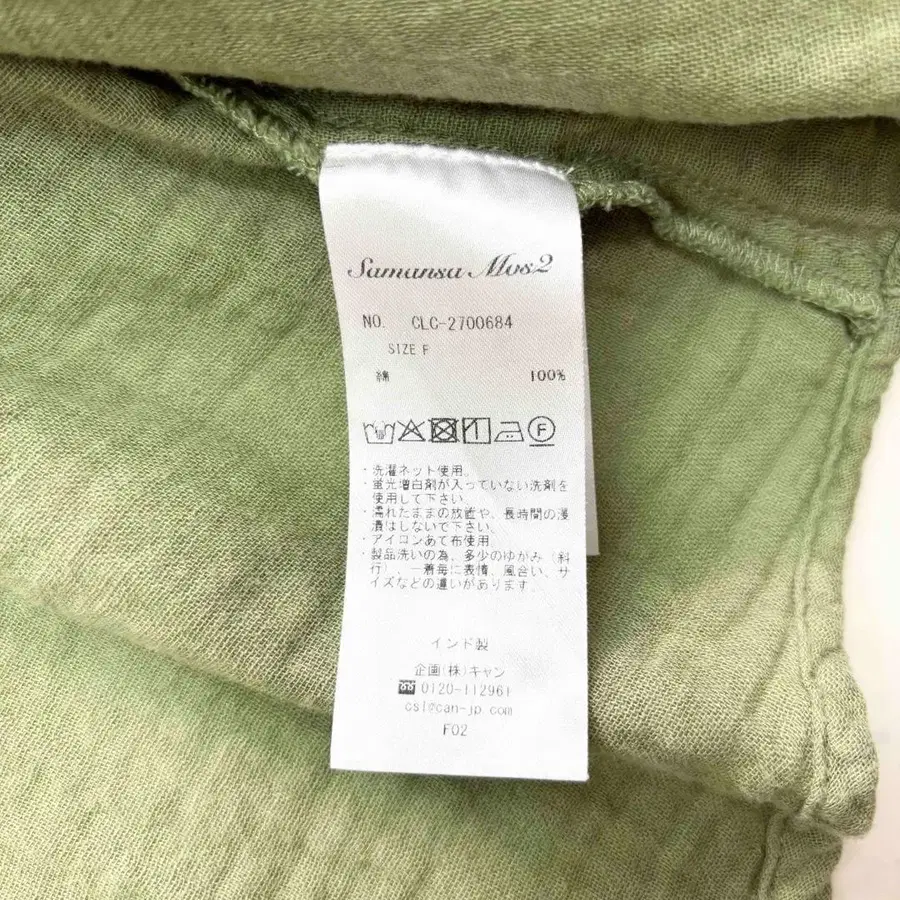 Samansa Mos2
NO. CLC-2700684
SIZE F
綿 100%
F
・洗濯ネット使用。
・蛍光増白剤が入っていない洗剤を
使用して下さい。
・濡れたままの放置や、長時間の浸
漬はしないで下さい。
・アイロンあて布使用。
・製品洗いの為、多少のゆがみ（斜
行）、一着毎に表情、風合い、サ
イズなどの違いがあります。
インド製
企画(株)キャン
0120-112961
csl@can-jp.com
F02